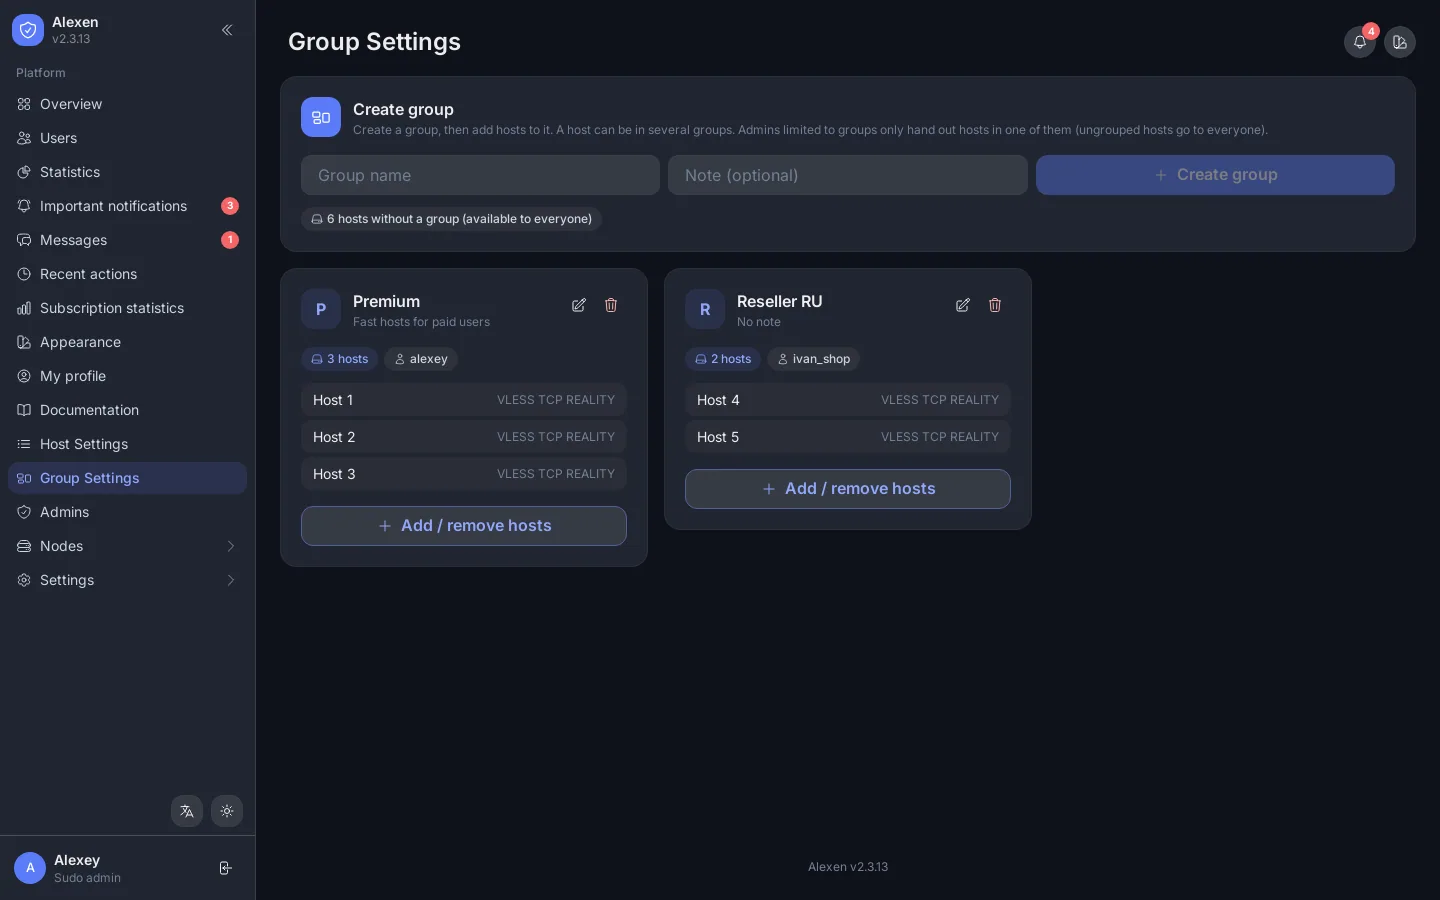 Alexen
v2.3.13
Platform
Overview
Users
Statistics
Important notifications 3
Messages 1
Recent actions
Subscription statistics
Appearance
My profile
Documentation
Host Settings
Group Settings
Admins
Nodes
Settings
A
Alexey
Sudo admin
Group Settings
4
Create group
Create a group, then add hosts to it. A host can be in several groups. Admins limited to groups only hand out hosts in one of them (ungrouped hosts go to everyone).
Group name Note (optional) + Create group
6 hosts without a group (available to everyone)
P
Premium
Fast hosts for paid users
3 hosts alexey
Host 1 VLESS TCP REALITY
Host 2 VLESS TCP REALITY
Host 3 VLESS TCP REALITY
+ Add / remove hosts
R
Reseller RU
No note
2 hosts ivan_shop
Host 4 VLESS TCP REALITY
Host 5 VLESS TCP REALITY
+ Add / remove hosts
Alexen v2.3.13